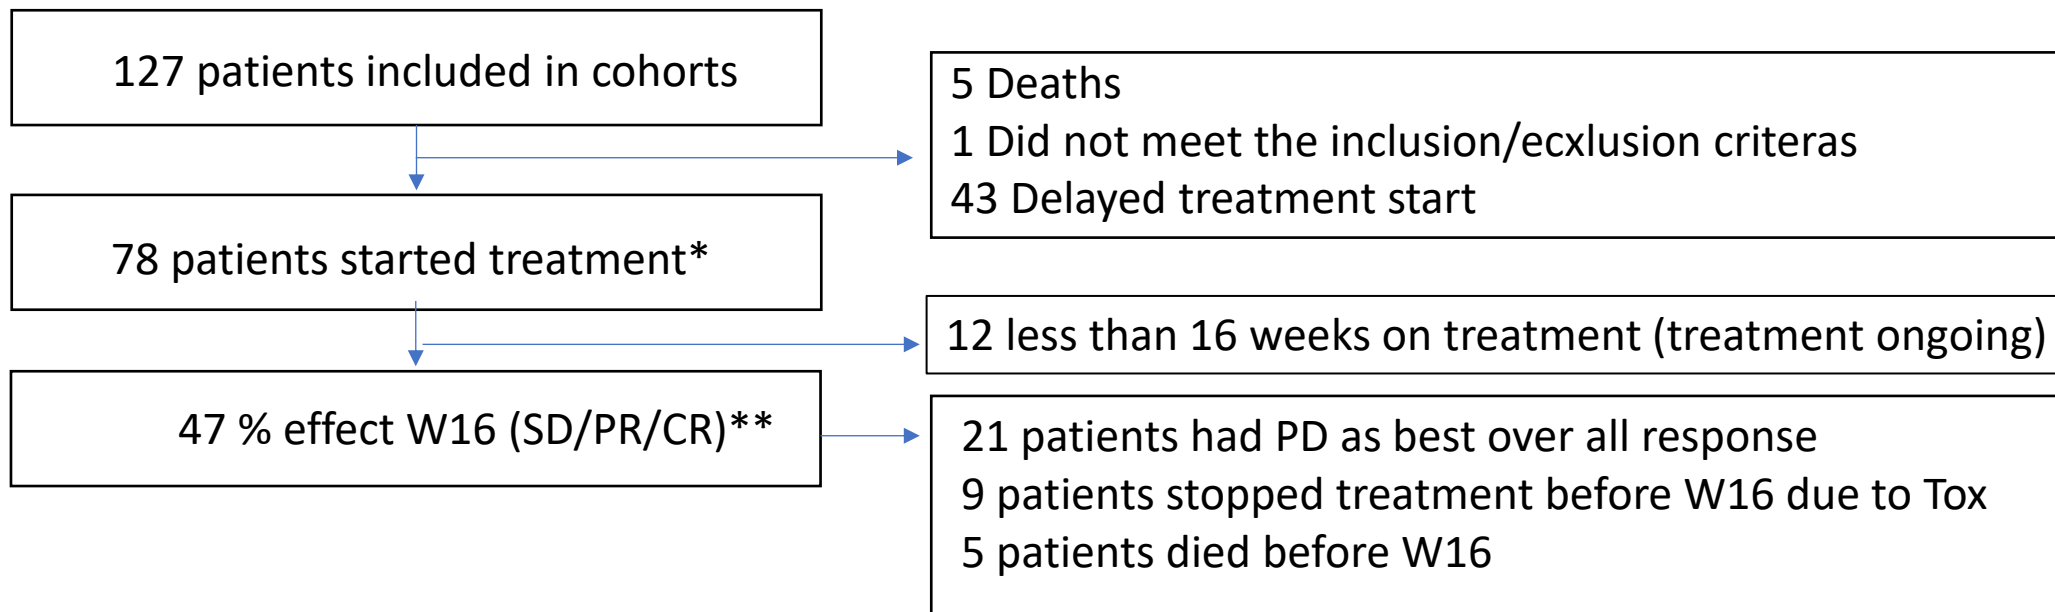 127 patients included in cohorts
5 Deaths
1 Did not meet the inclusion/ecxlusion criteras
43 Delayed treatment start
78 patients started treatment*
12 less than 16 weeks on treatment (treatment ongoing)
47 % effect W16 (SD/PR/CR)**
21 patients had PD as best over all response
9 patients stopped treatment before W16 due to Tox
5 patients died before W16